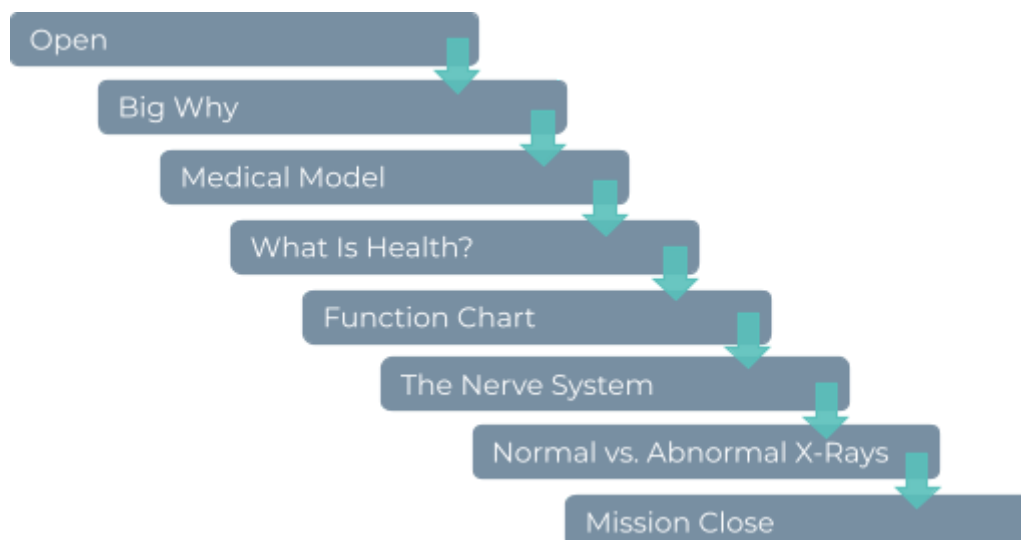 Open
Big Why
Medical Model
What Is Health?
Function Chart
The Nerve System
Normal vs. Abnormal X-Rays
Mission Close